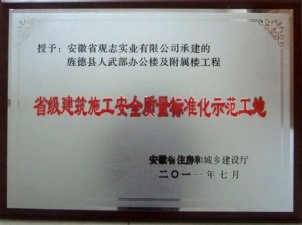 授予：安徽省观志实业有限公司承建的
旌德县人武部办公楼及附属楼工程
省级建筑施工安全质量标准化示范工地
安徽省住房和城乡建设厅
二〇一一年七月